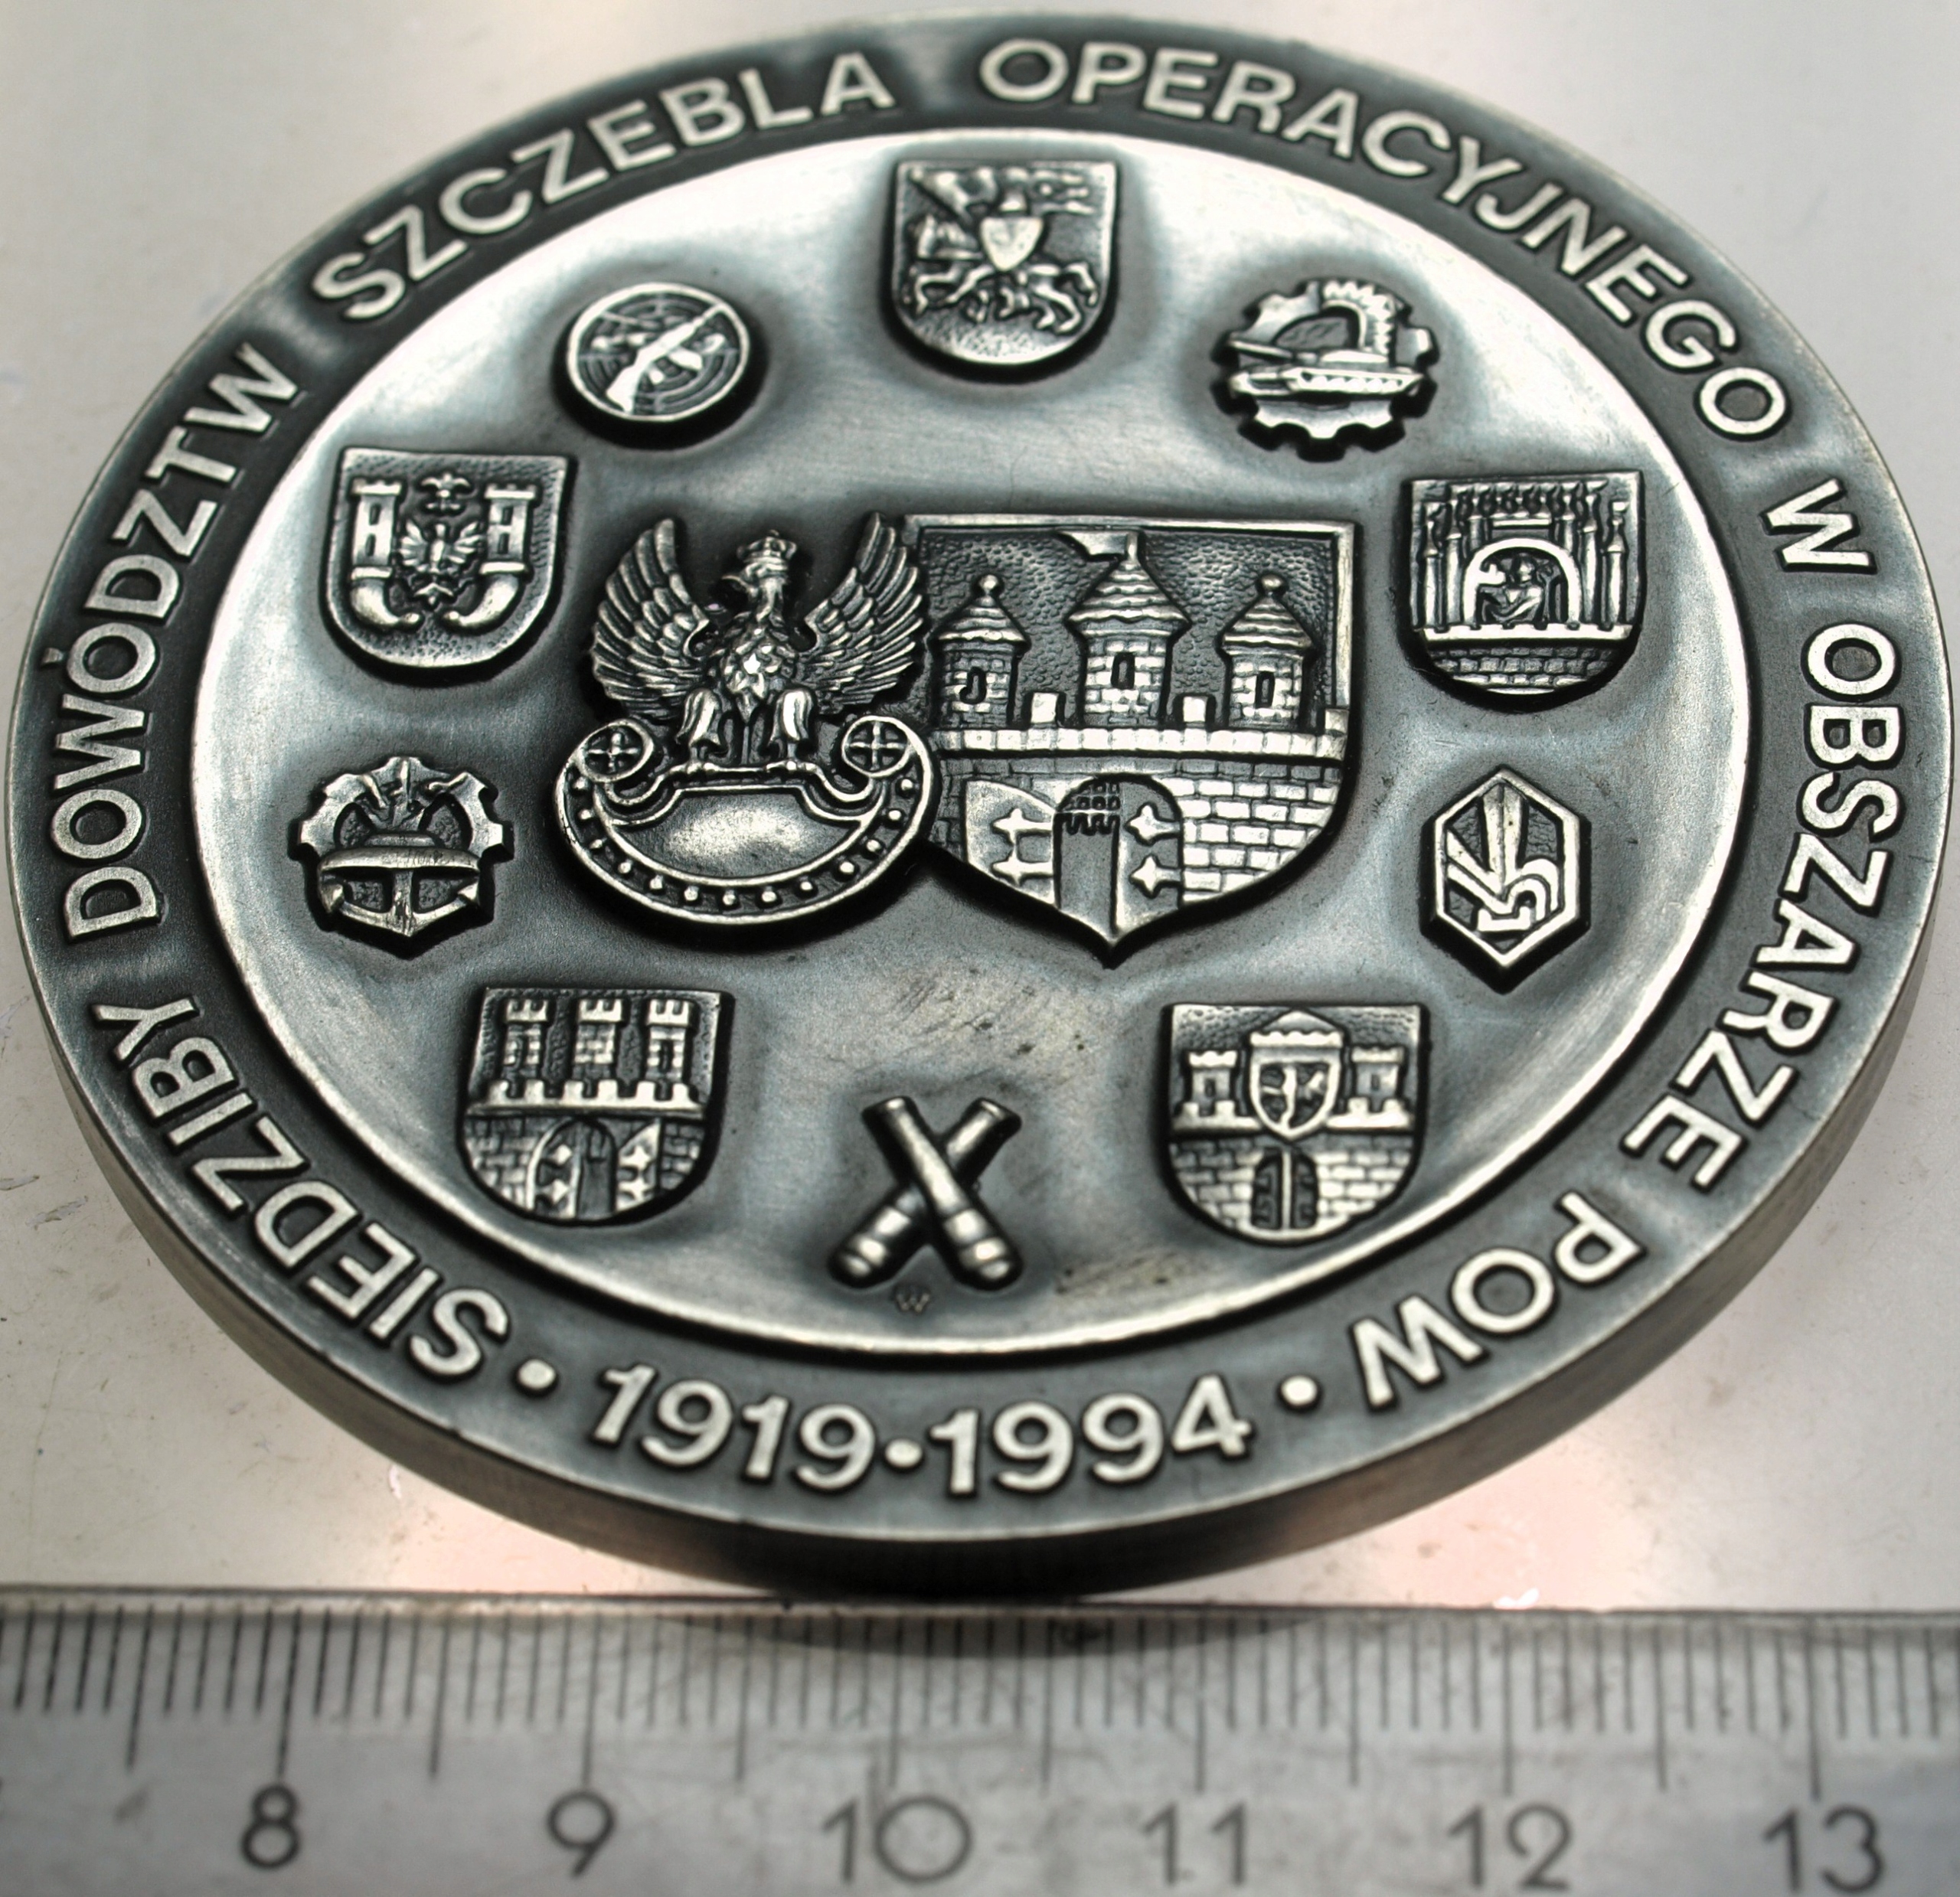 SIEDZIBY DOWÓDZTW SZCZEBLA OPERACYJNEGO W OBSZARZE POW
• 1919•1994 •
W
8 9 10 11 12 13